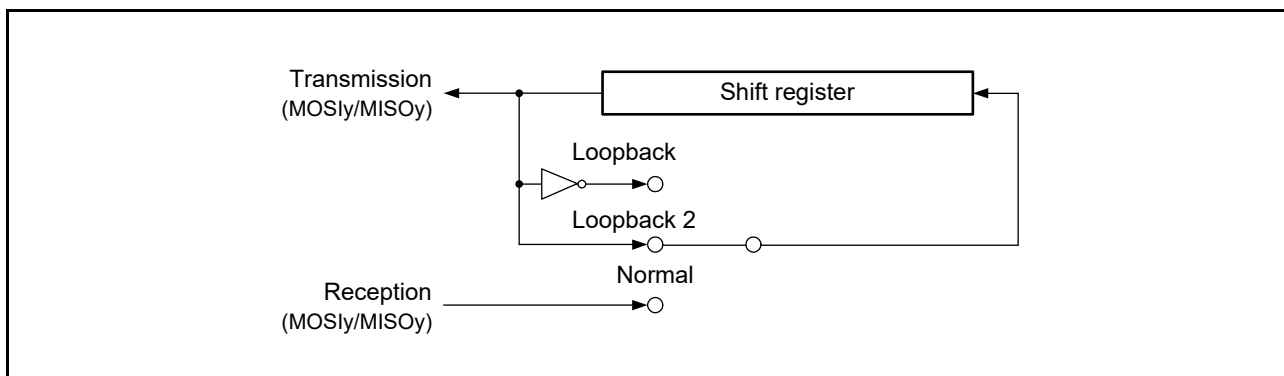 Transmission
(MOSIy/MISOy)
Shift register
Loopback
Loopback 2
Normal
Reception
(MOSIy/MISOy)